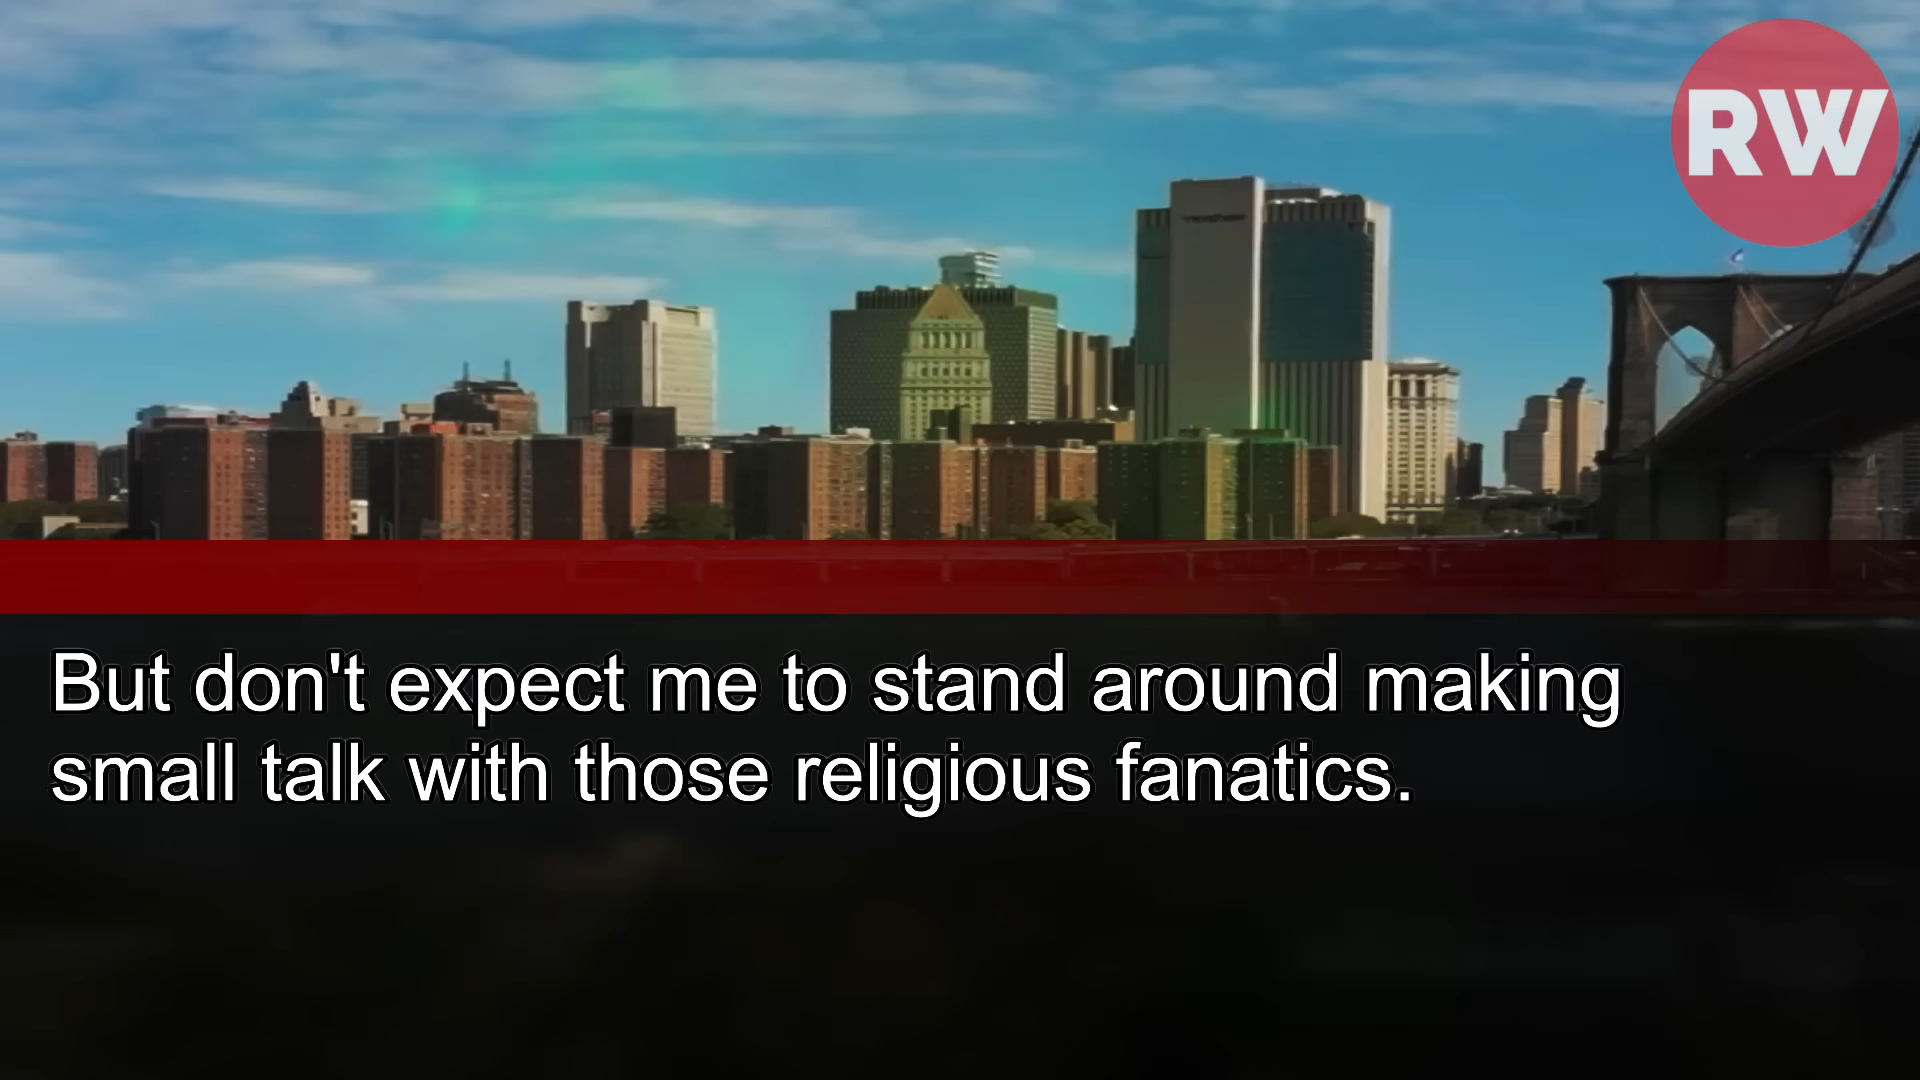 RW
But don't expect me to stand around making
small talk with those religious fanatics.